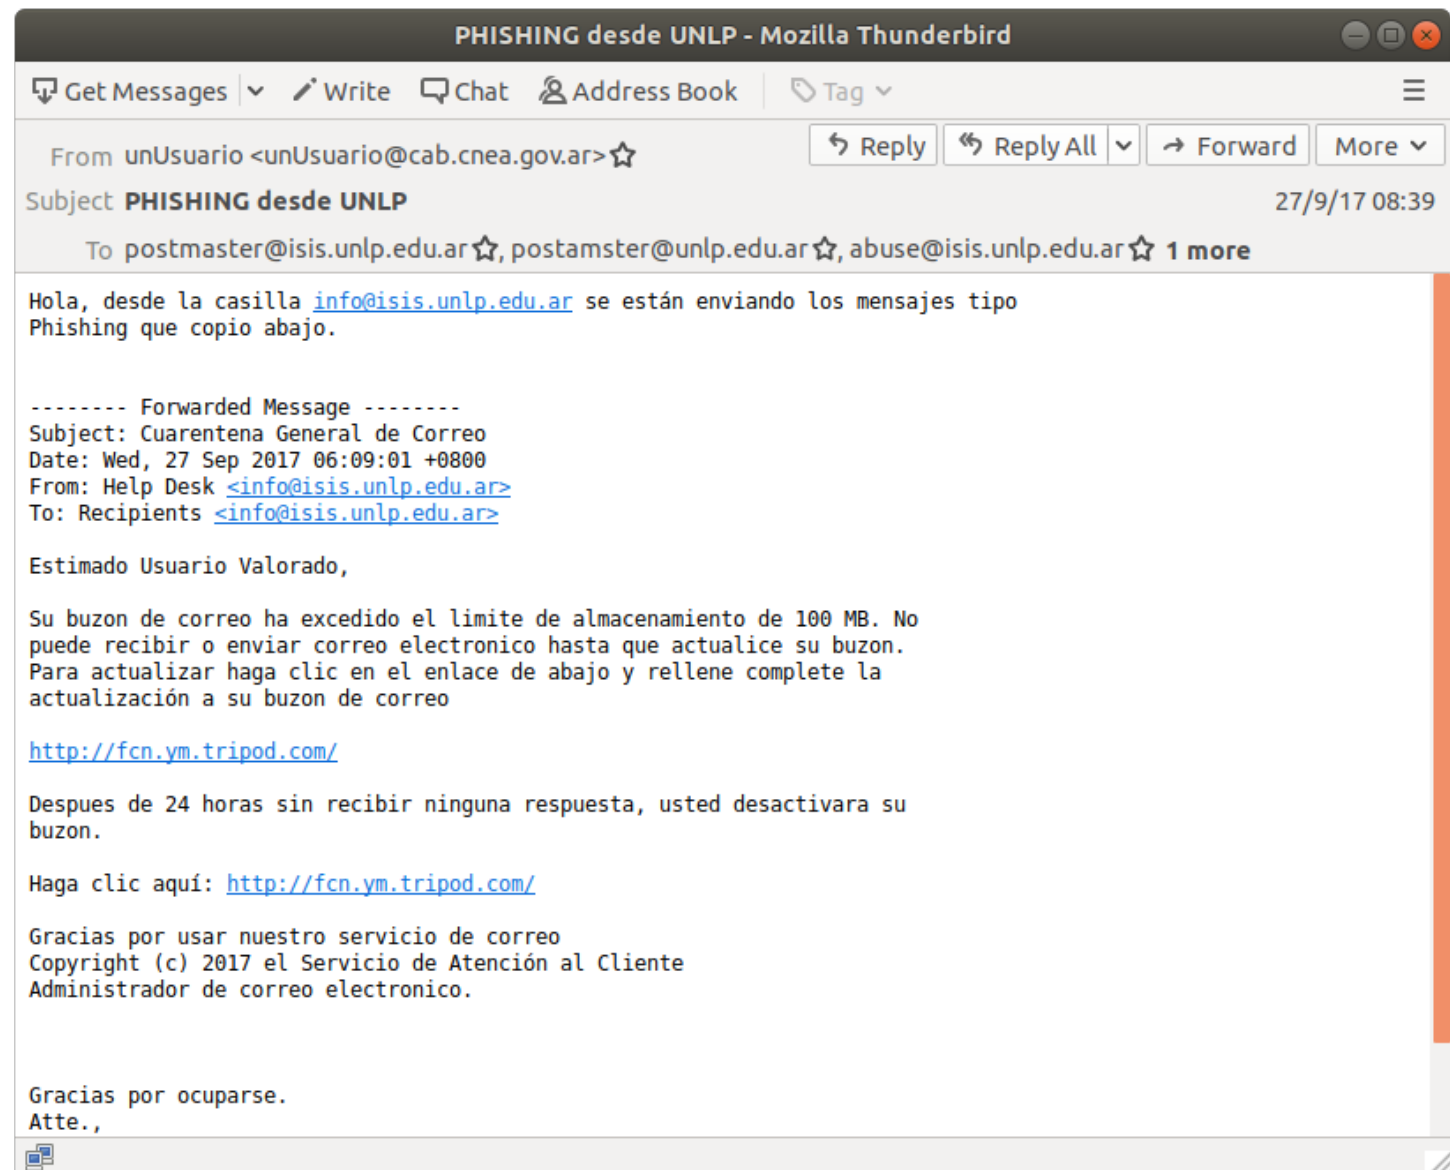 PHISHING desde UNLP - Mozilla Thunderbird
Get Messages Write Chat Address Book Tag
From unUsuario <unUsuario@cab.cnea.gov.ar> Reply Reply All Forward More
Subject PHISHING desde UNLP 27/9/17 08:39
To postmaster@isis.unlp.edu.ar, postamster@unlp.edu.ar, abuse@isis.unlp.edu.ar 1 more
Hola, desde la casilla info@isis.unlp.edu.ar se están enviando los mensajes tipo
Phishing que copio abajo.
-------- Forwarded Message --------
Subject: Cuarentena General de Correo
Date: Wed, 27 Sep 2017 06:09:01 +0800
From: Help Desk <info@isis.unlp.edu.ar>
To: Recipients <info@isis.unlp.edu.ar>
Estimado Usuario Valorado,
Su buzon de correo ha excedido el limite de almacenamiento de 100 MB. No
puede recibir o enviar correo electronico hasta que actualice su buzon.
Para actualizar haga clic en el enlace de abajo y rellene complete la
actualización a su buzon de correo
http://fcn.ym.tripod.com/
Despues de 24 horas sin recibir ninguna respuesta, usted desactivara su
buzon.
Haga clic aquí: http://fcn.ym.tripod.com/
Gracias por usar nuestro servicio de correo
Copyright (c) 2017 el Servicio de Atención al Cliente
Administrador de correo electronico.
Gracias por ocuparse.
Atte.,